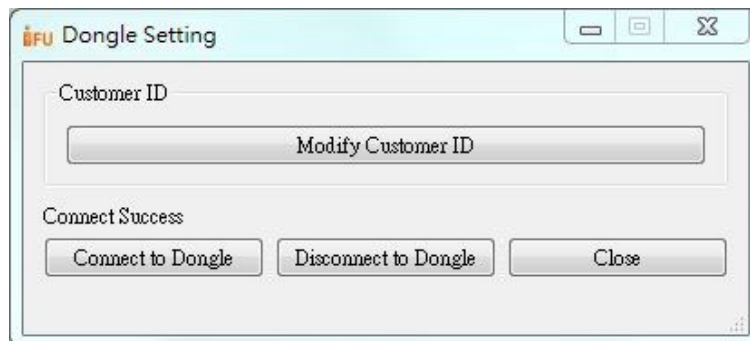 iFU Dongle Setting
Customer ID
Modify Customer ID
Connect Success
Connect to Dongle Disconnect to Dongle Close